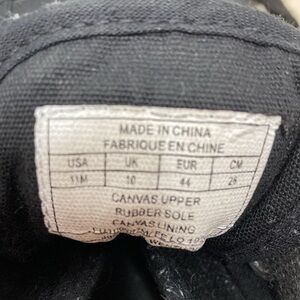 MADE IN CHINA
FABRIQUE EN CHINE
USA UK EUR CM
11M 10 44 28
CANVAS UPPER
RUBBER SOLE
CANVAS LINING